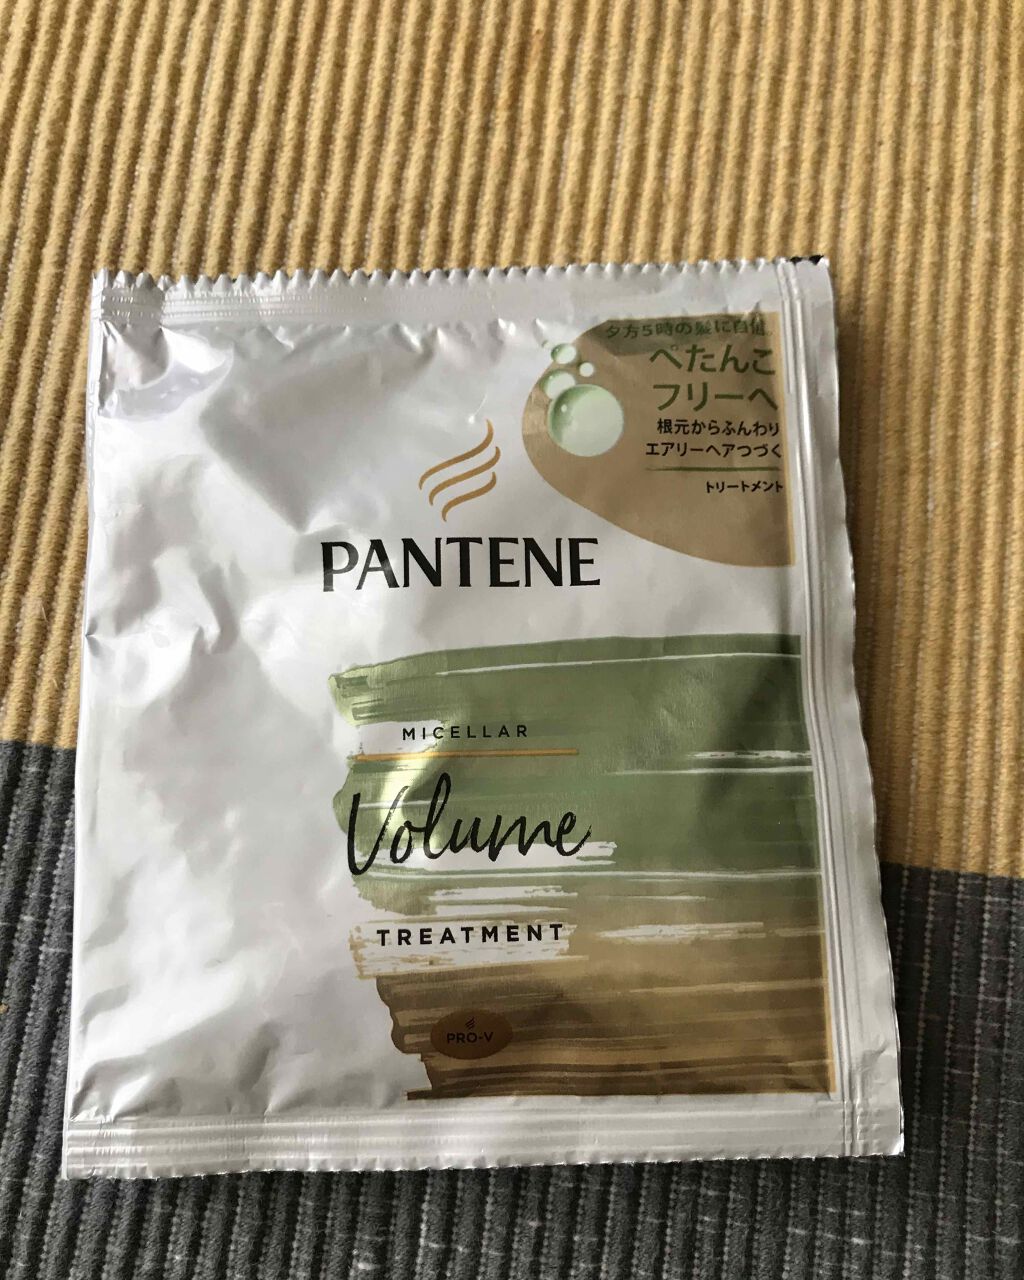 夕方5時の髪に自信。
ぺたんこ
フリーへ
根元からふんわり
エアリーヘアつづく
トリートメント
PANTENE
MICELLAR
Volume
TREATMENT
PRO-V